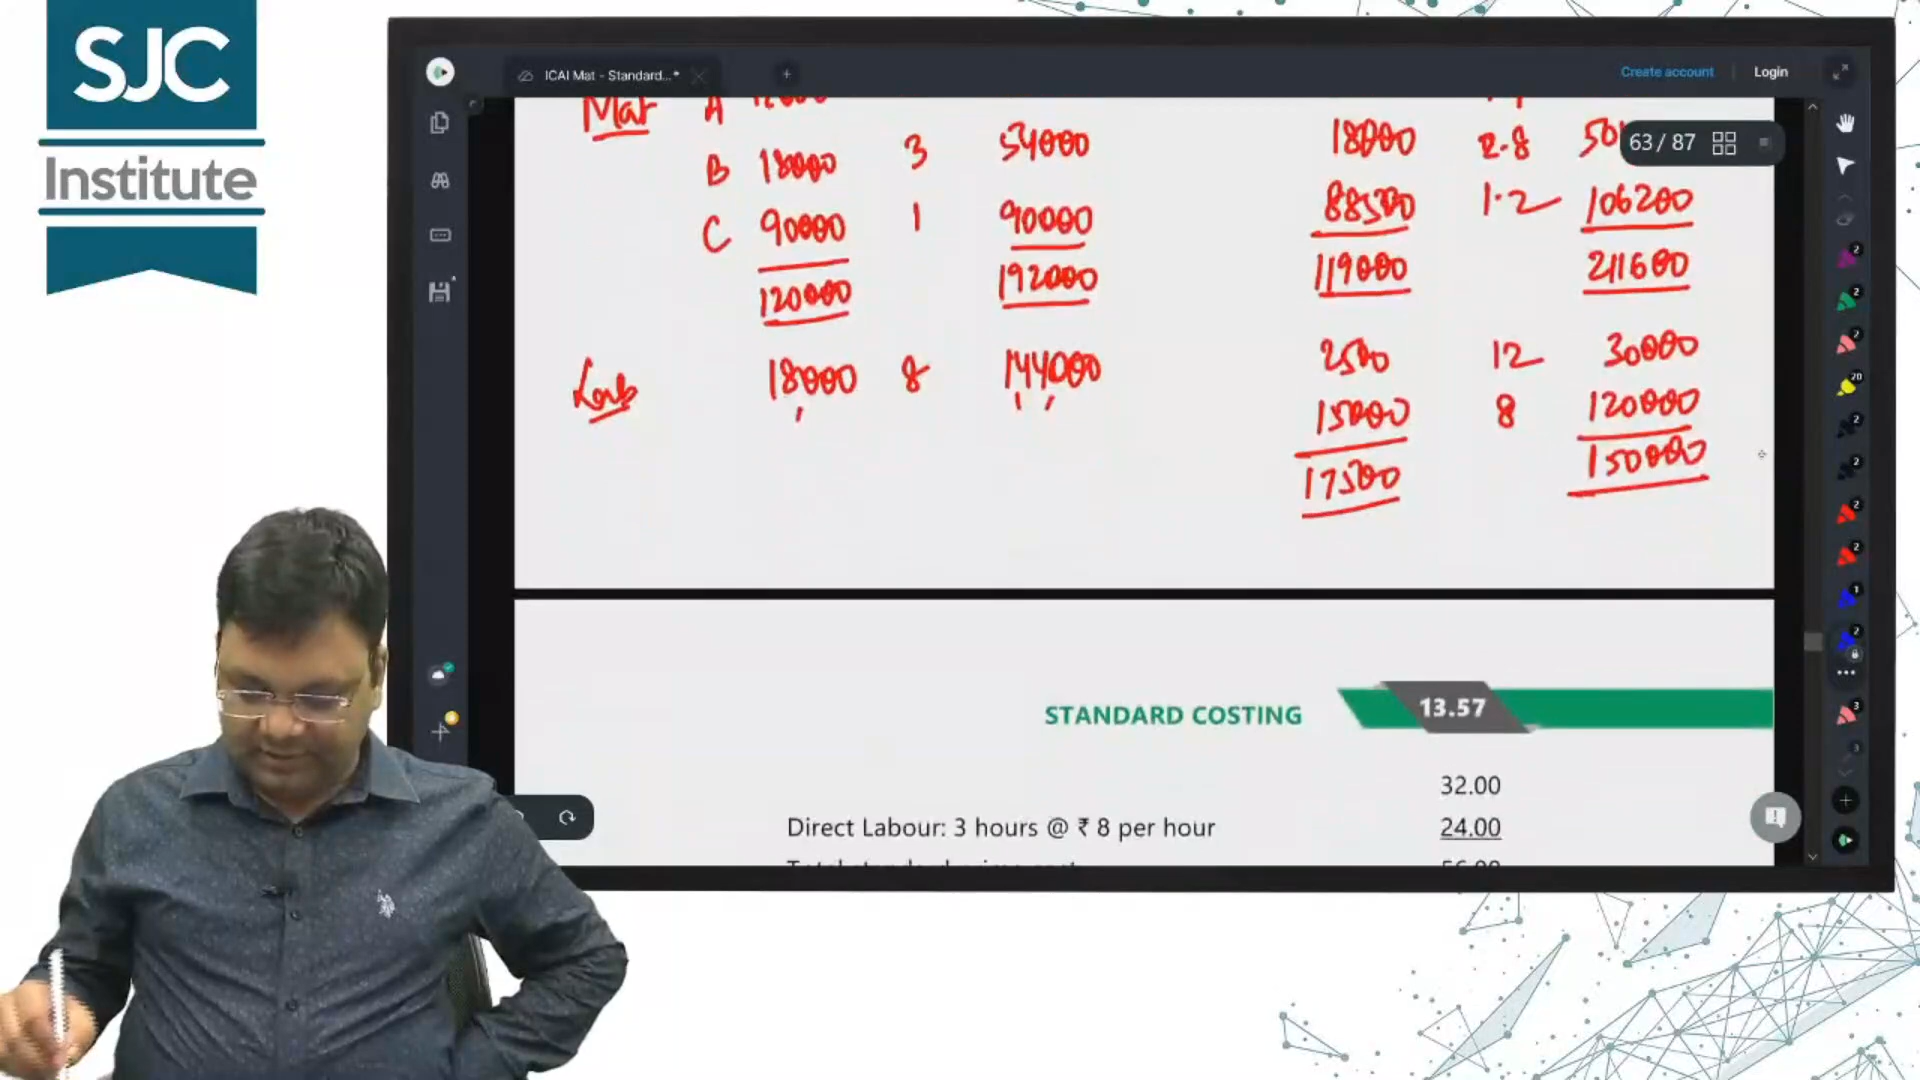 SJC
Institute
ICAI Mat - Standard...*
Create account
Login
63 / 87
Mat A 12000
B 18000 3 54000 18000 2.8
C 90000 1 90000 88500 1.2 106200
120000 192000 119000 211600
Lab 18000 8 144000 2500 12 30000
15000 8 120000
17500 150000
STANDARD COSTING 13.57
32.00
Direct Labour: 3 hours @ ₹ 8 per hour 24.00